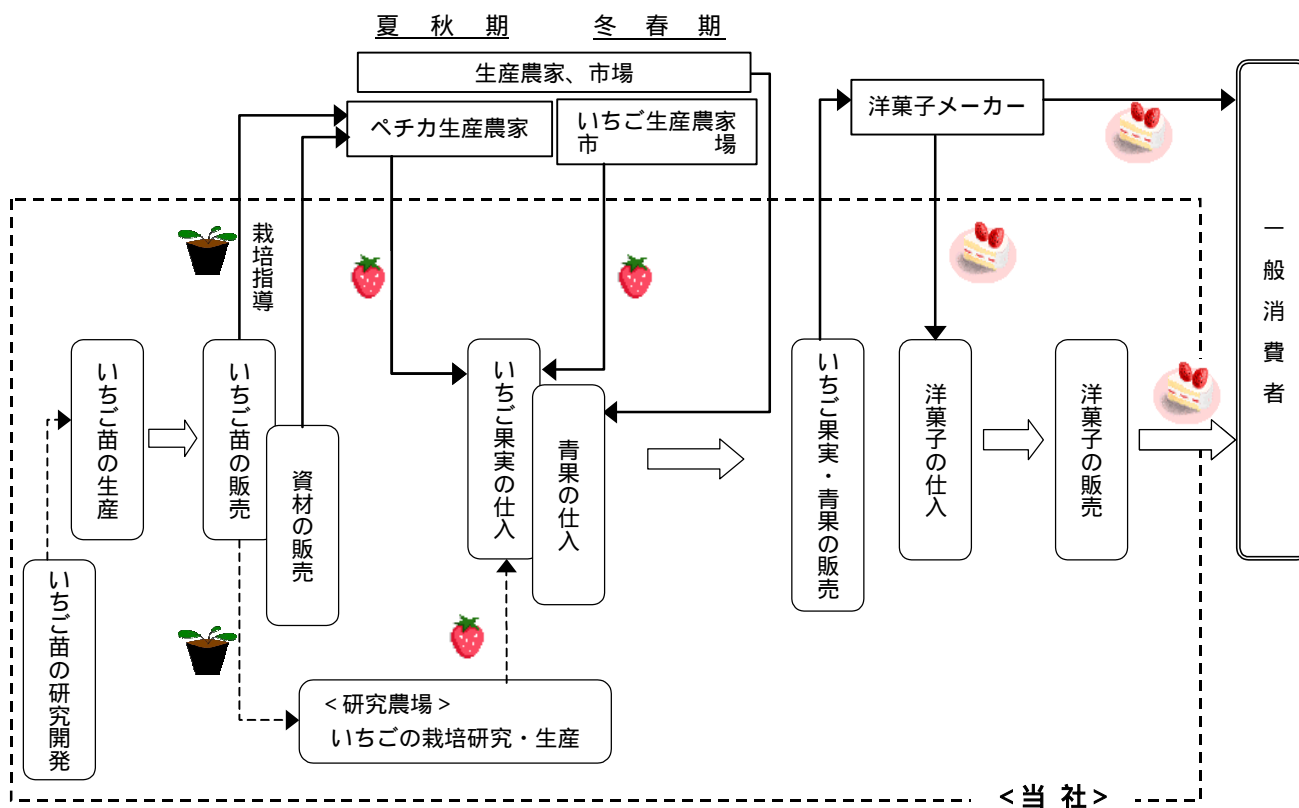 夏 秋 期
冬 春 期
生産農家、市場
ペチカ生産農家
いちご生産農家
市 場
洋菓子メーカー
一般消費者
栽培指導
いちご苗の生産
いちご苗の販売
資材の販売
いちご果実の仕入
青果の仕入
いちご果実・青果の販売
洋菓子の仕入
洋菓子の販売
いちご苗の研究開発
<研究農場>
いちごの栽培研究・生産
<当 社>